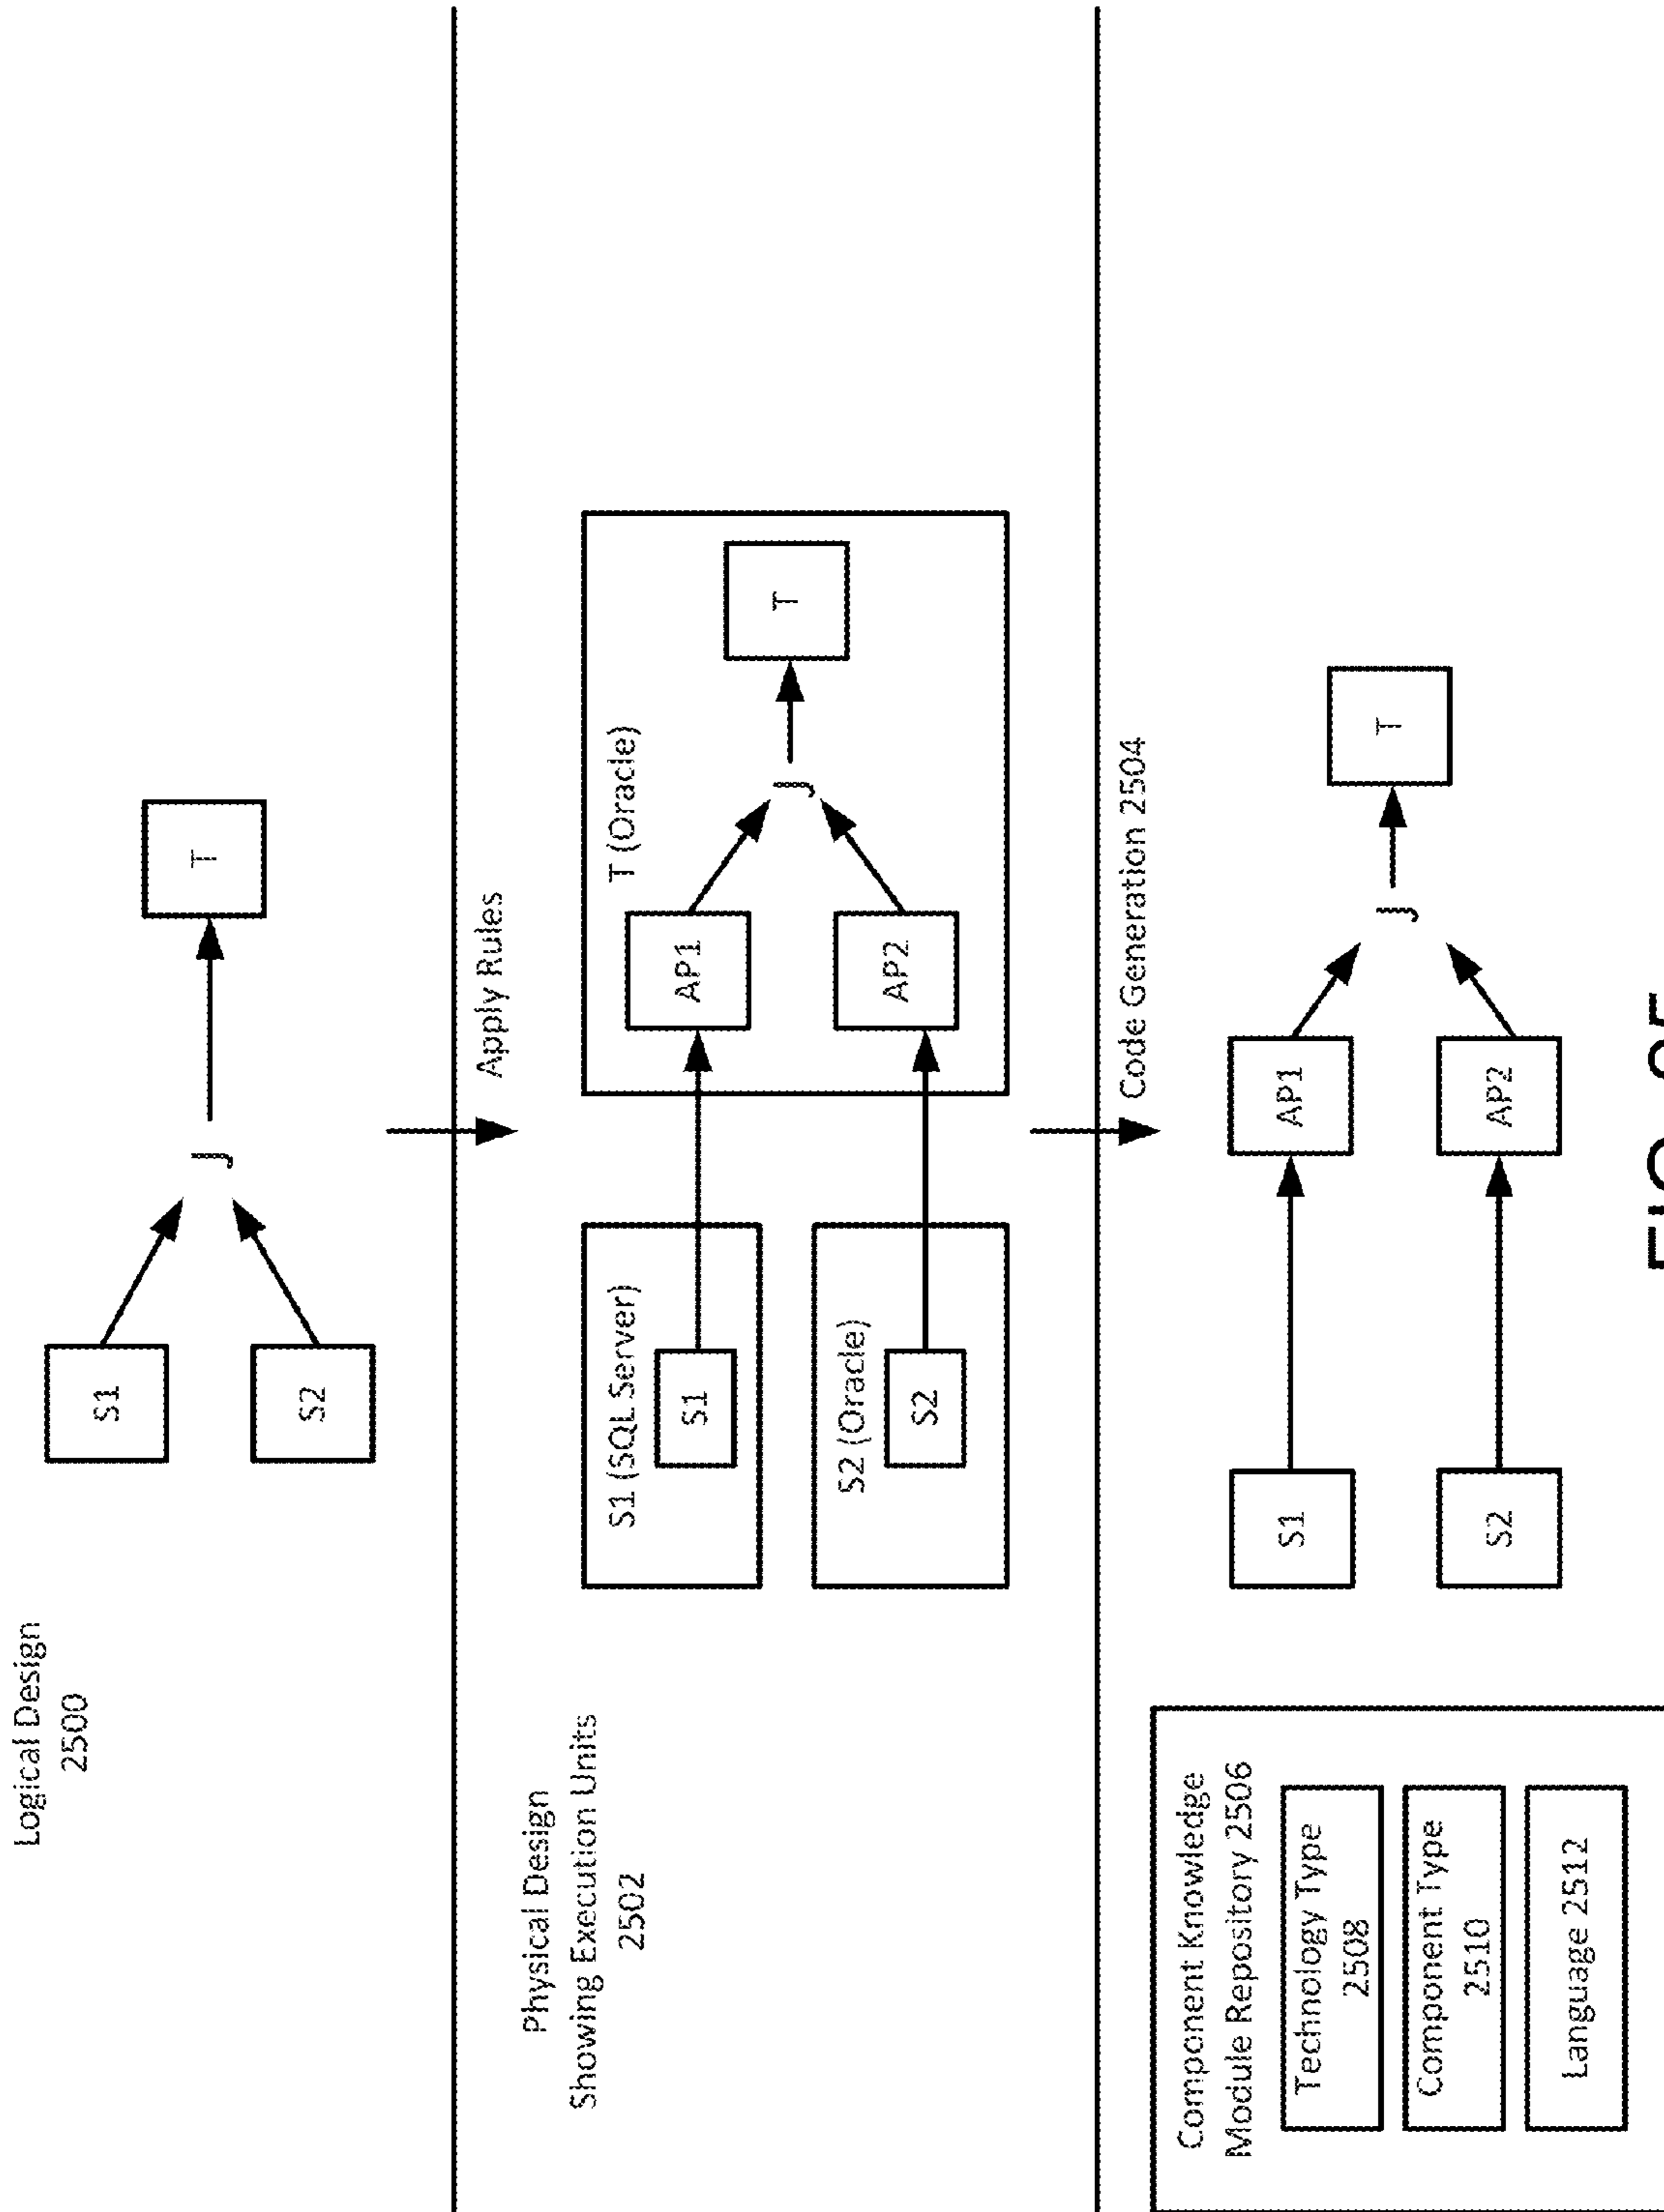 Logical Design
2500
S1
S2
J
T
Apply Rules
Physical Design
Showing Execution Units
2502
S1 (SQL Server)
S1
S2 (Oracle)
S2
T (Oracle)
AP1
AP2
J
T
Code Generation 2504
Component Knowledge
Module Repository 2506
Technology Type
2508
Component Type
2510
Language 2512
S1
S2
AP1
AP2
J
T